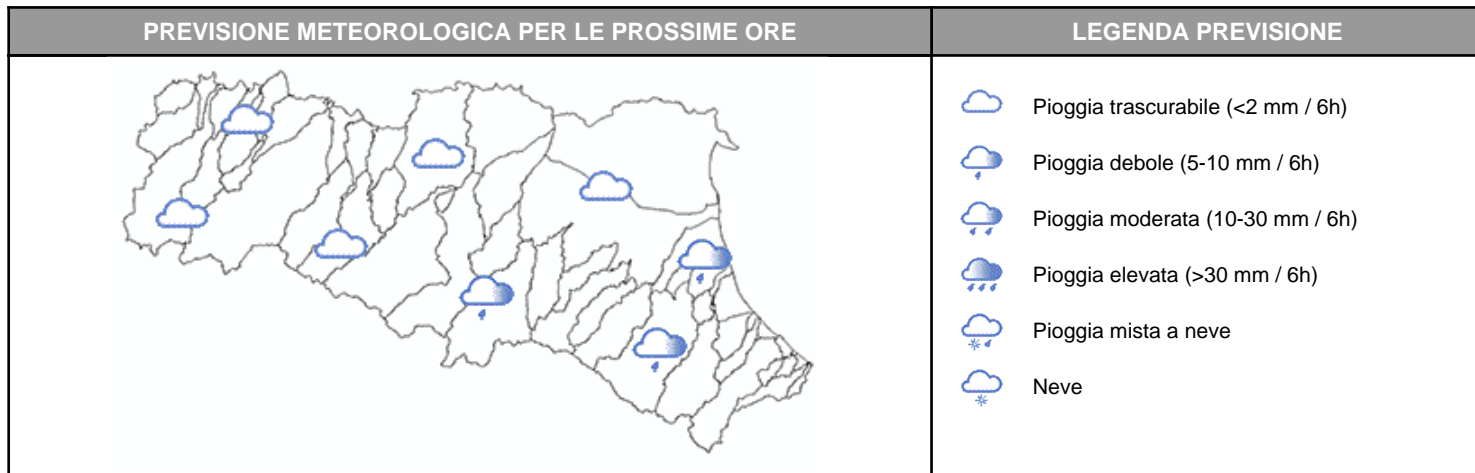 PREVISIONE METEOROLOGICA PER LE PROSSIME ORE
LEGENDA PREVISIONE
Pioggia trascurabile (<2 mm / 6h)
Pioggia debole (5-10 mm / 6h)
Pioggia moderata (10-30 mm / 6h)
Pioggia elevata (>30 mm / 6h)
Pioggia mista a neve
Neve